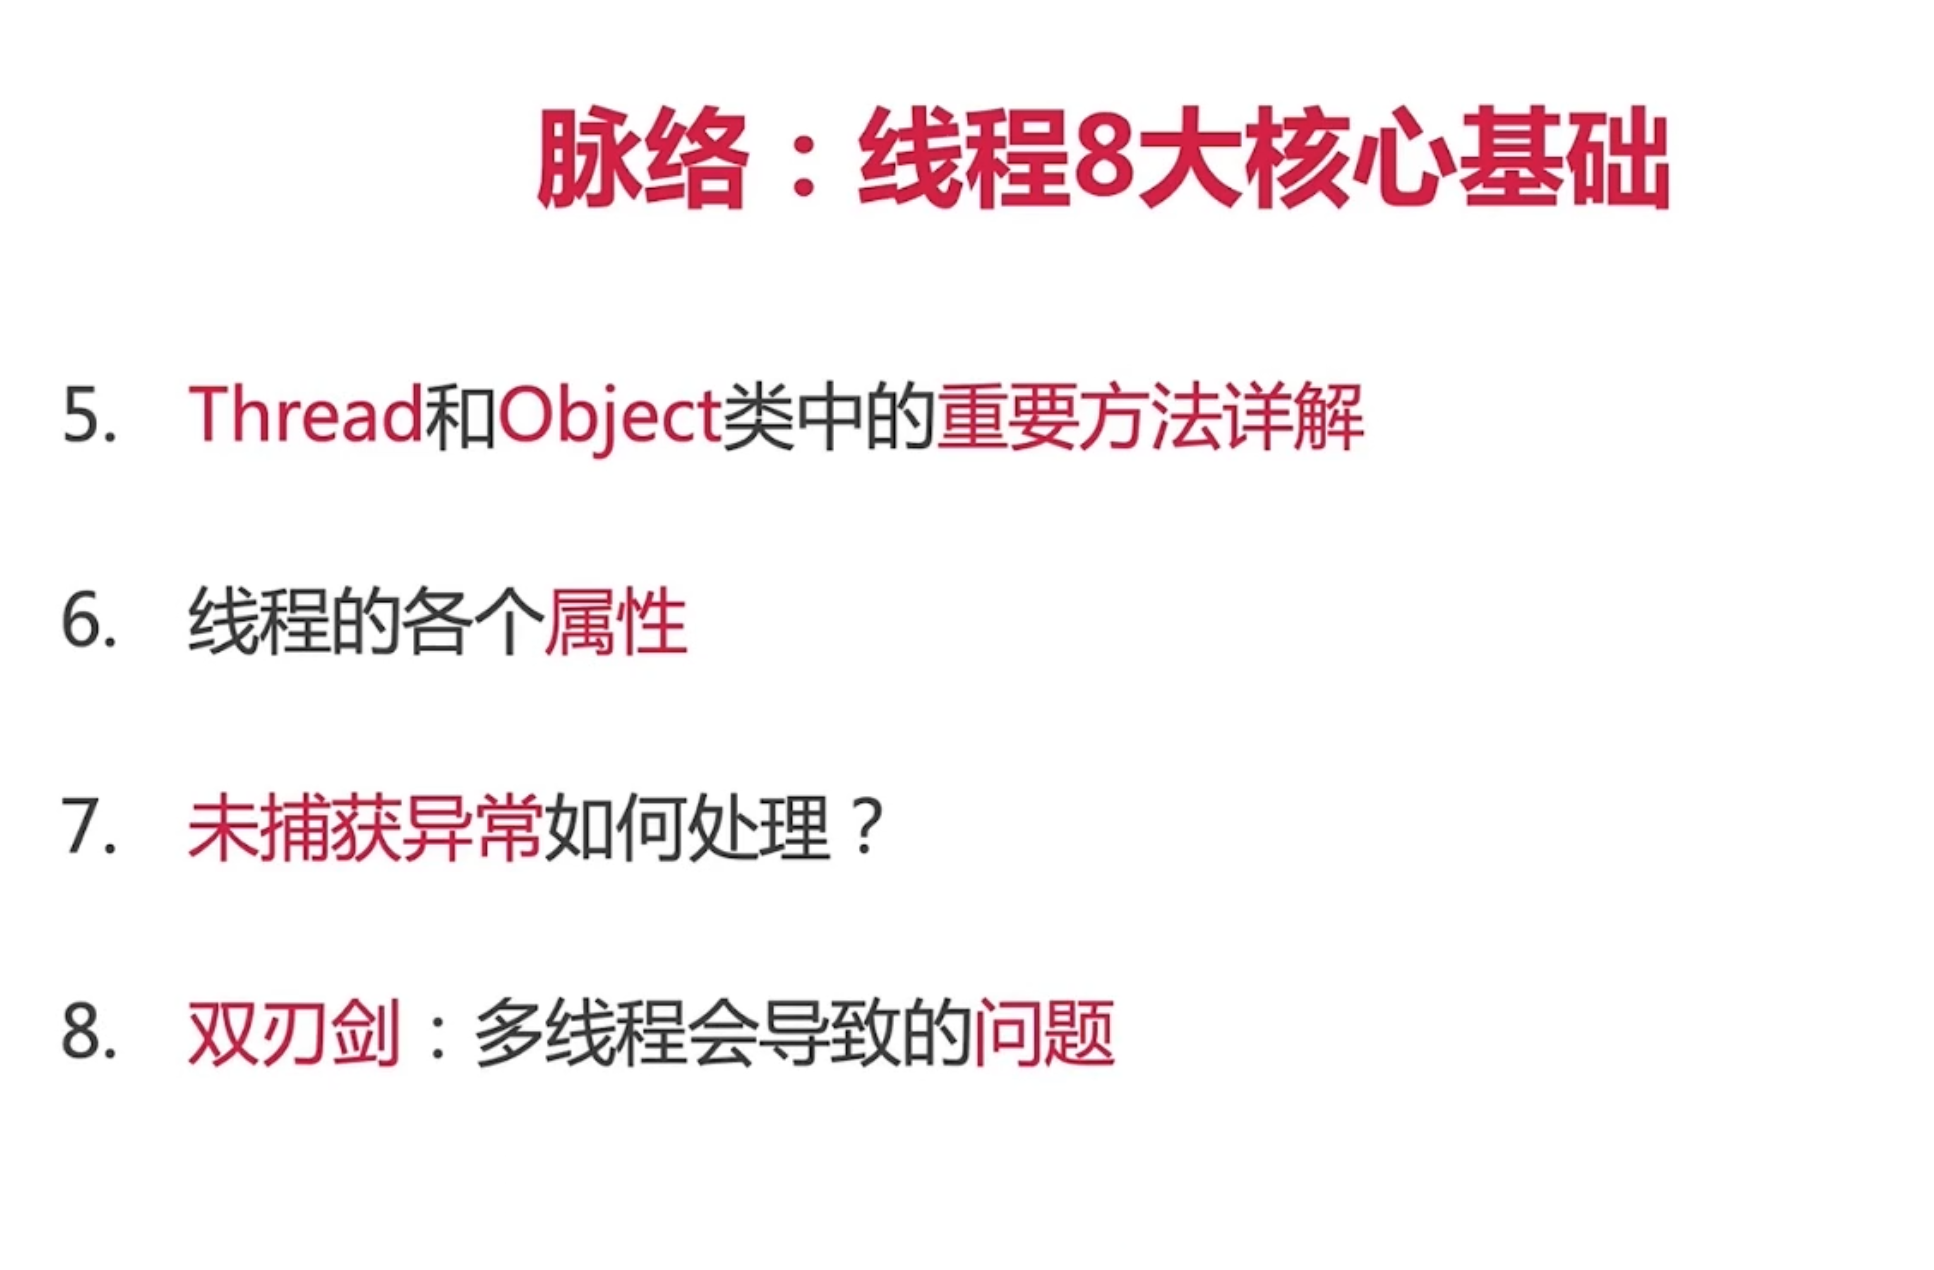 脉络：线程8大核心基础
5. Thread和Object类中的重要方法详解
6. 线程的各个属性
7. 未捕获异常如何处理？
8. 双刃剑：多线程会导致的问题